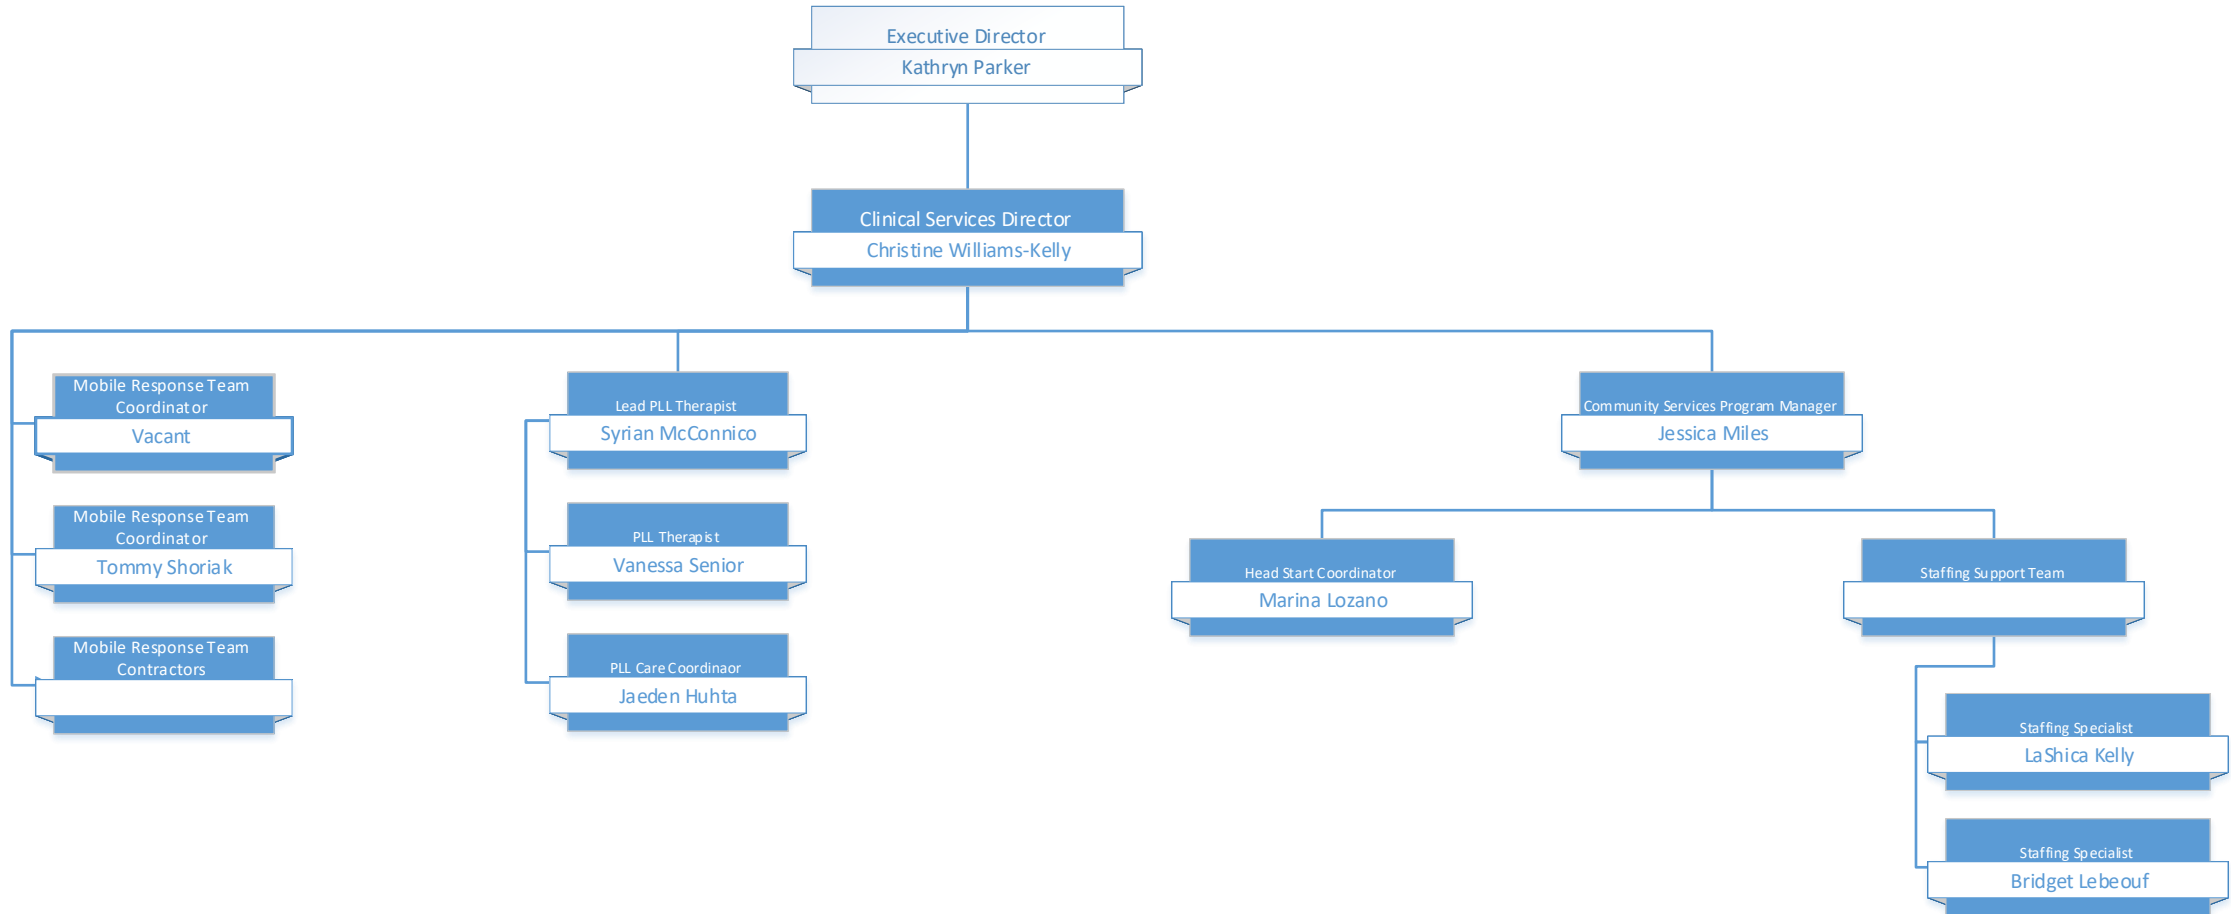 Executive Director
Kathryn Parker
Clinical Services Director
Christine Williams-Kelly
Mobile Response Team
Coordinator
Vacant
Mobile Response Team
Coordinator
Tommy Shoriak
Mobile Response Team
Contractors
Lead PLL Therapist
Syrian McConnico
PLL Therapist
Vanessa Senior
PLL Care Coordinaor
Jaeden Huhta
Community Services Program Manager
Jessica Miles
Head Start Coordinator
Marina Lozano
Staffing Support Team
Staffing Specialist
LaShica Kelly
Staffing Specialist
Bridget Lebeouf